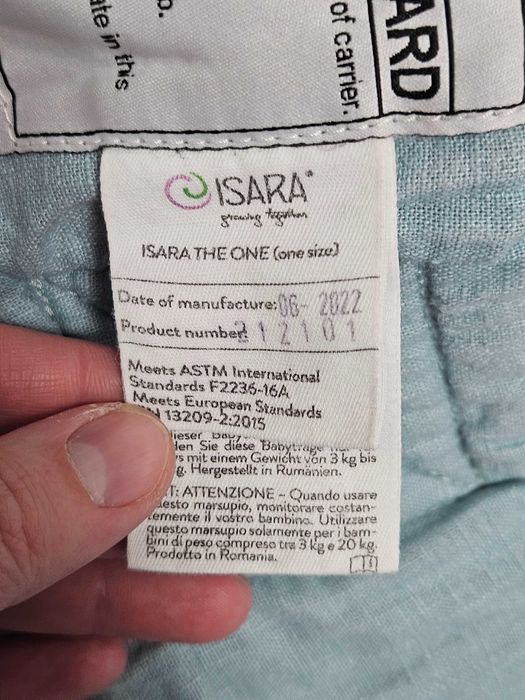 ate in this
o.
of carrier.
ARD
ISARA®
growing together
ISARA THE ONE (one size)
Date of manufacture: 06- 2022
Product number: 212101
Meets ASTM International
Standards F2236-16A
Meets European Standards
13209-2:2015
dieser
den Sie diese Babytrage
s mit einem Gewicht von 3 kg bis
g. Hergestellt in Rumänien.
IT: ATTENZIONE - Quando usare
questo marsupio, monitorare costan-
temente il vostro bambino. Utilizzare
questo marsupio solamente per i bam-
bini di peso compreso tra 3 kg e 20 kg.
Prodotto in Romania.
13